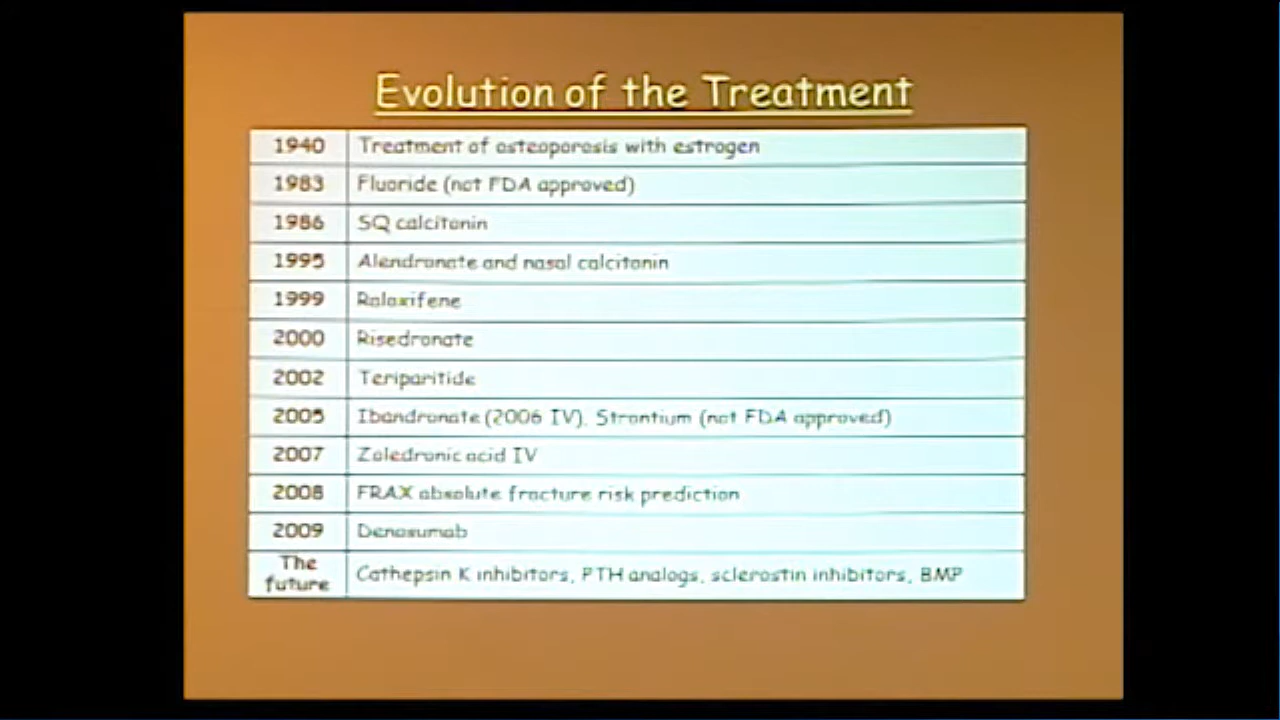 Evolution of the Treatment
1940 Treatment of osteoporosis with estrogen
1983 Fluoride (not FDA approved)
1986 SQ calcitonin
1995 Alendronate and nasal calcitonin
1999 Raloxifene
2000 Risedronate
2002 Teriparitide
2005 Ibandronate (2006 IV), Strontium (not FDA approved)
2007 Zoledronic acid IV
2008 FRAX absolute fracture risk prediction
2009 Denosumab
The future Cathepsin K inhibitors, PTH analogs, sclerostin inhibitors, BMP